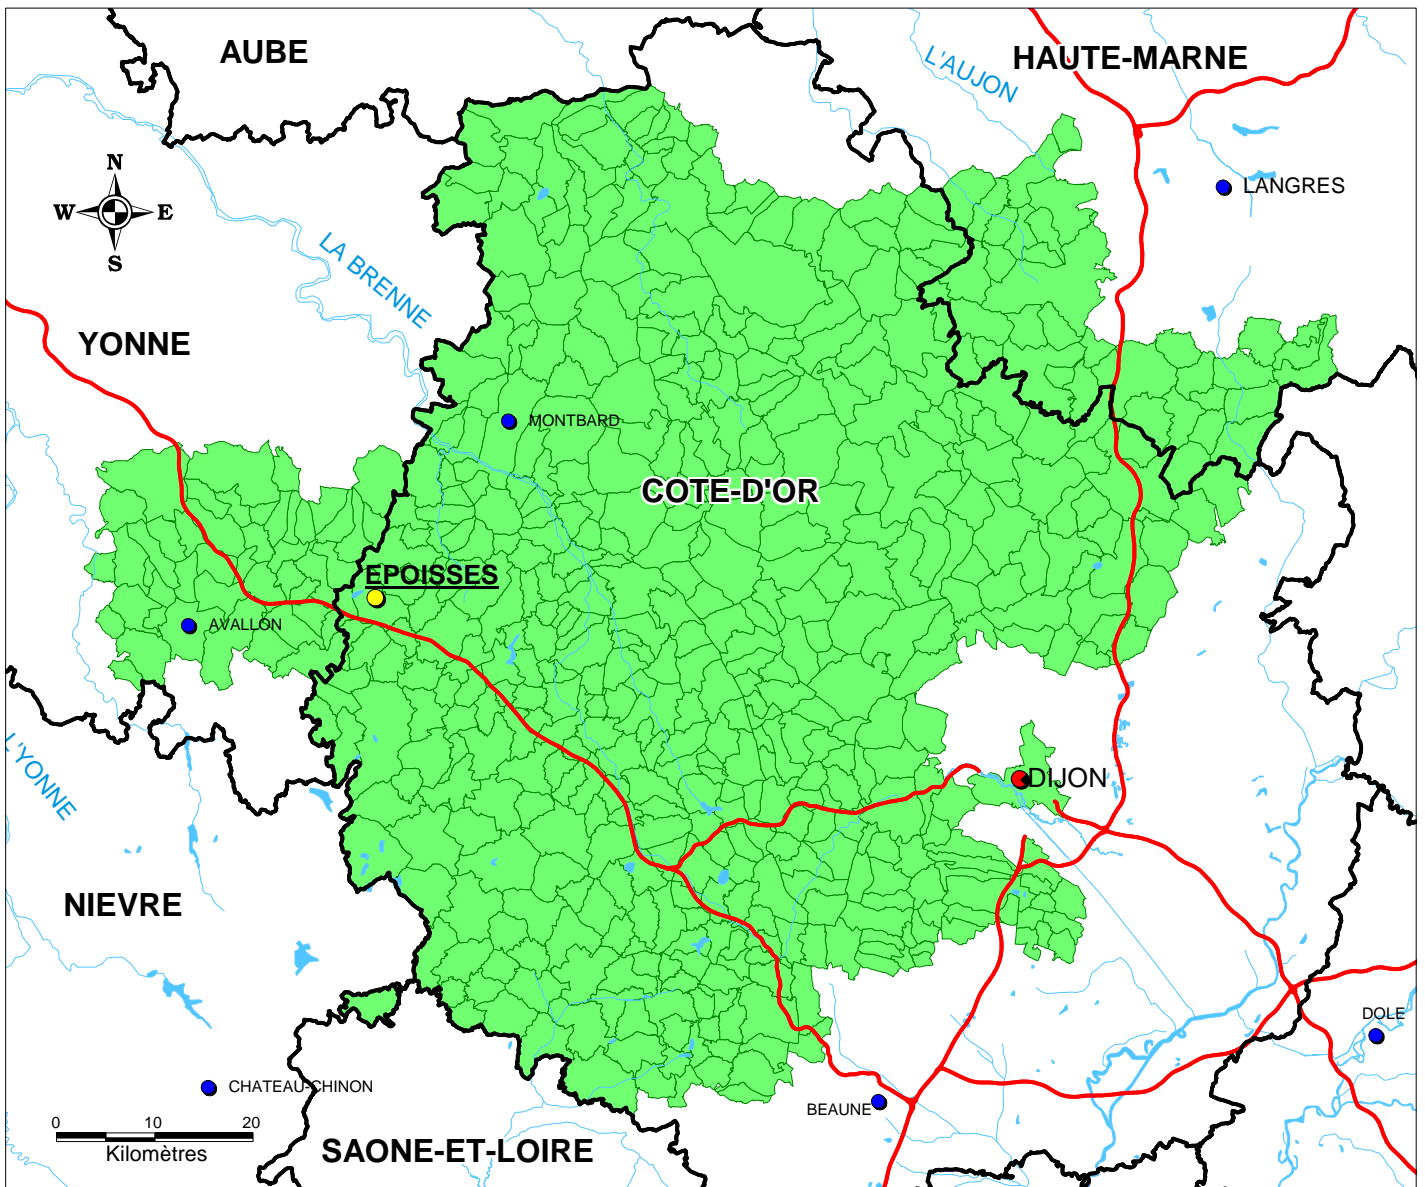 AUBE
HAUTE-MARNE
L'AUJON
N
W
E
S
LANGRES
LA BRENNE
YONNE
MONTBARD
COTE-D'OR
EPOISSES
AVALLON
L'YONNE
DIJON
NIEVRE
DOLE
CHATEAU-CHINON
BEAUNE
0 10 20
Kilomètres
SAONE-ET-LOIRE